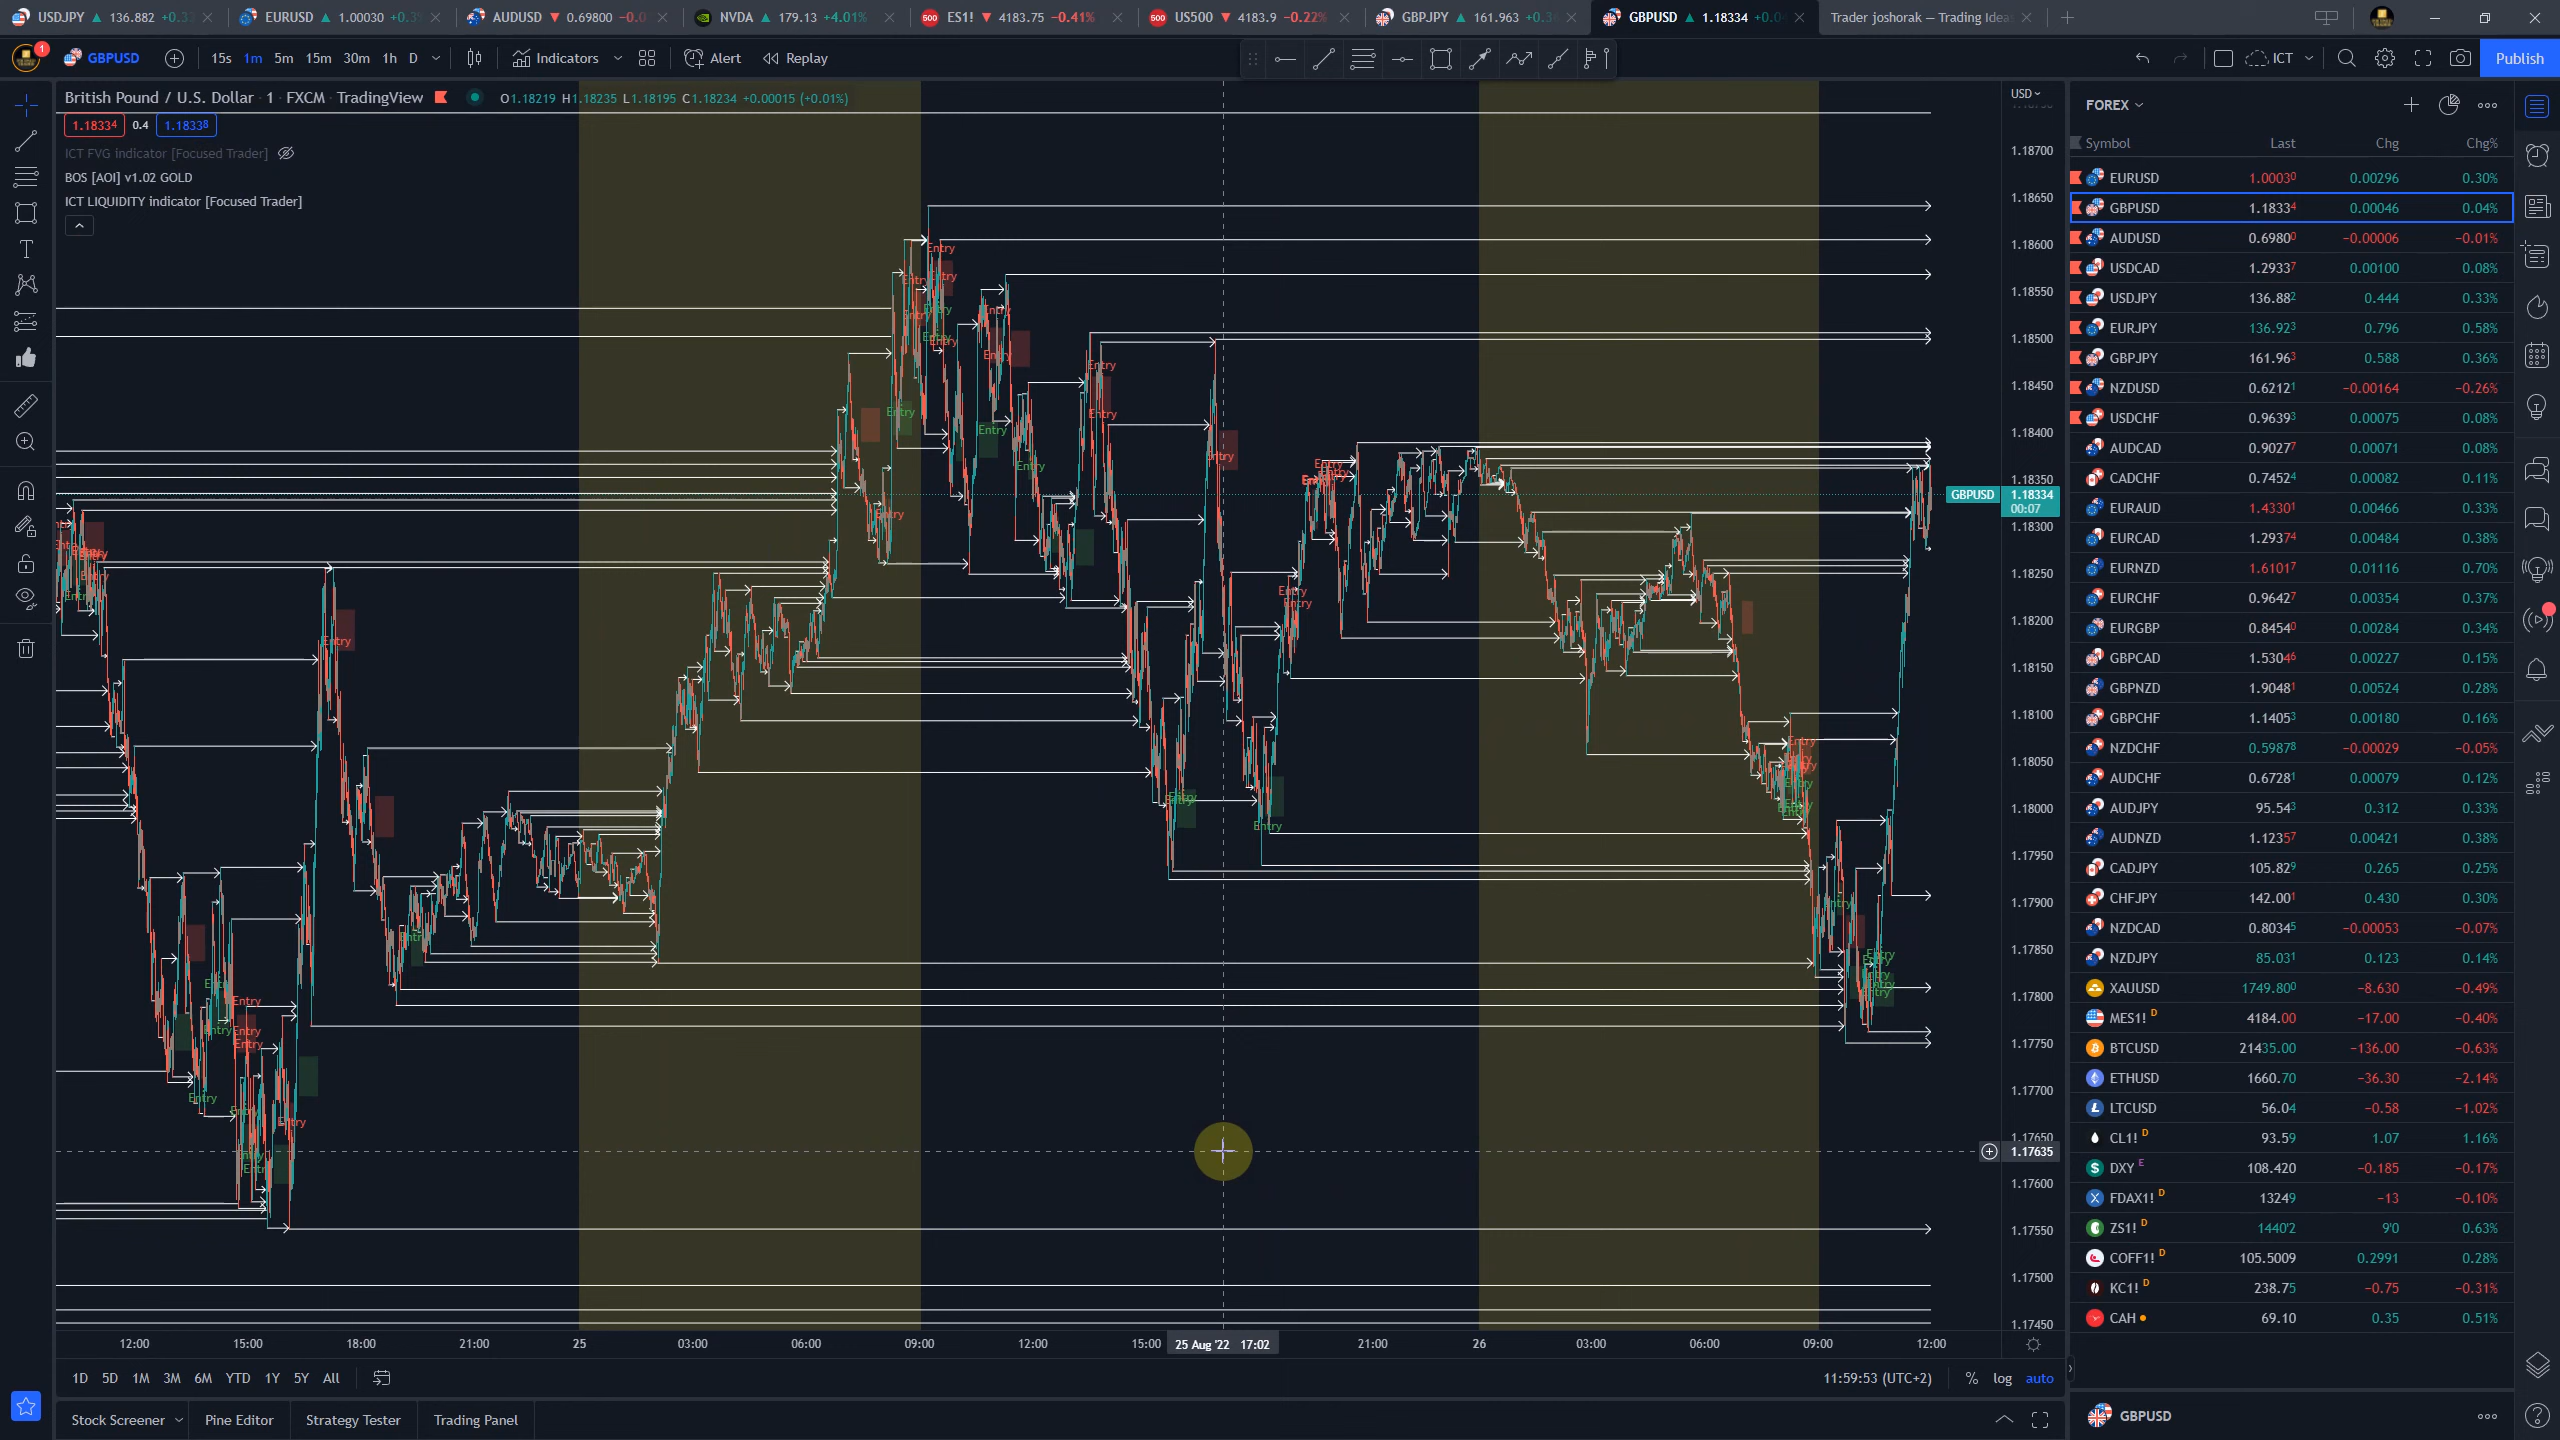 USDJPY ▲ 136.882 +0.3
EURUSD ▲ 1.00030 +0.3
AUDUSD ▼ 0.69800 −0.0
NVDA ▲ 179.13 +4.01%
ES1! ▼ 4183.75 −0.41%
US500 ▼ 4183.9 −0.22%
GBPJPY ▲ 161.963 +0.3
GBPUSD ▲ 1.18334 +0.0
Trader joshorak — Trading Idea
1 GBPUSD 15s 1m 5m 15m 30m 1h D Indicators Alert Replay ICT Publish
British Pound / U.S. Dollar · 1 · FXCM · TradingView O1.18219 H1.18235 L1.18195 C1.18234 +0.00015 (+0.01%)
1.18334 0.4 1.18338
ICT FVG indicator [Focused Trader]
BOS [AOI] v1.02 GOLD
ICT LIQUIDITY indicator [Focused Trader]
USD
1.18700
1.18650
1.18600
1.18550
1.18500
1.18450
1.18400
1.18350
GBPUSD 1.18334
00:07
1.18300
1.18250
1.18200
1.18150
1.18100
1.18050
1.18000
1.17950
1.17900
1.17850
1.17800
1.17750
1.17700
1.17650
1.17635
1.17600
1.17550
1.17500
1.17450
Entry
Entry
Entry
Entry
Entry
Entry
Entry
Entry
Entry
Entry
Entry
Entry
12:00 15:00 18:00 21:00 25 03:00 06:00 09:00 12:00 15:00 25 Aug '22 17:02 21:00 26 03:00 06:00 09:00 12:00
1D 5D 1M 3M 6M YTD 1Y 5Y All 11:59:53 (UTC+2) % log auto
Stock Screener Pine Editor Strategy Tester Trading Panel
FOREX
Symbol Last Chg Chg%
EURUSD 1.00030 0.00296 0.30%
GBPUSD 1.18334 0.00046 0.04%
AUDUSD 0.69800 −0.00006 −0.01%
USDCAD 1.29337 0.00100 0.08%
USDJPY 136.882 0.444 0.33%
EURJPY 136.923 0.796 0.58%
GBPJPY 161.963 0.588 0.36%
NZDUSD 0.62121 −0.00164 −0.26%
USDCHF 0.96393 0.00075 0.08%
AUDCAD 0.90277 0.00071 0.08%
CADCHF 0.74524 0.00082 0.11%
EURAUD 1.43301 0.00466 0.33%
EURCAD 1.29374 0.00484 0.38%
EURNZD 1.61017 0.01116 0.70%
EURCHF 0.96427 0.00354 0.37%
EURGBP 0.84540 0.00284 0.34%
GBPCAD 1.53046 0.00227 0.15%
GBPNZD 1.90481 0.00524 0.28%
GBPCHF 1.14053 0.00180 0.16%
NZDCHF 0.59878 −0.00029 −0.05%
AUDCHF 0.67281 0.00079 0.12%
AUDJPY 95.543 0.312 0.33%
AUDNZD 1.12357 0.00421 0.38%
CADJPY 105.829 0.265 0.25%
CHFJPY 142.001 0.430 0.30%
NZDCAD 0.80345 −0.00053 −0.07%
NZDJPY 85.031 0.123 0.14%
XAUUSD 1749.800 −8.630 −0.49%
MES1! D 4184.00 −17.00 −0.40%
BTCUSD 21435.00 −136.00 −0.63%
ETHUSD 1660.70 −36.30 −2.14%
LTCUSD 56.04 −0.58 −1.02%
CL1! D 93.59 1.07 1.16%
DXY E 108.420 −0.185 −0.17%
FDAX1! D 13249 −13 −0.10%
ZS1! D 1440'2 9'0 0.63%
COFF1! D 105.5009 0.2991 0.28%
KC1! D 238.75 −0.75 −0.31%
CAH 69.10 0.35 0.51%
GBPUSD